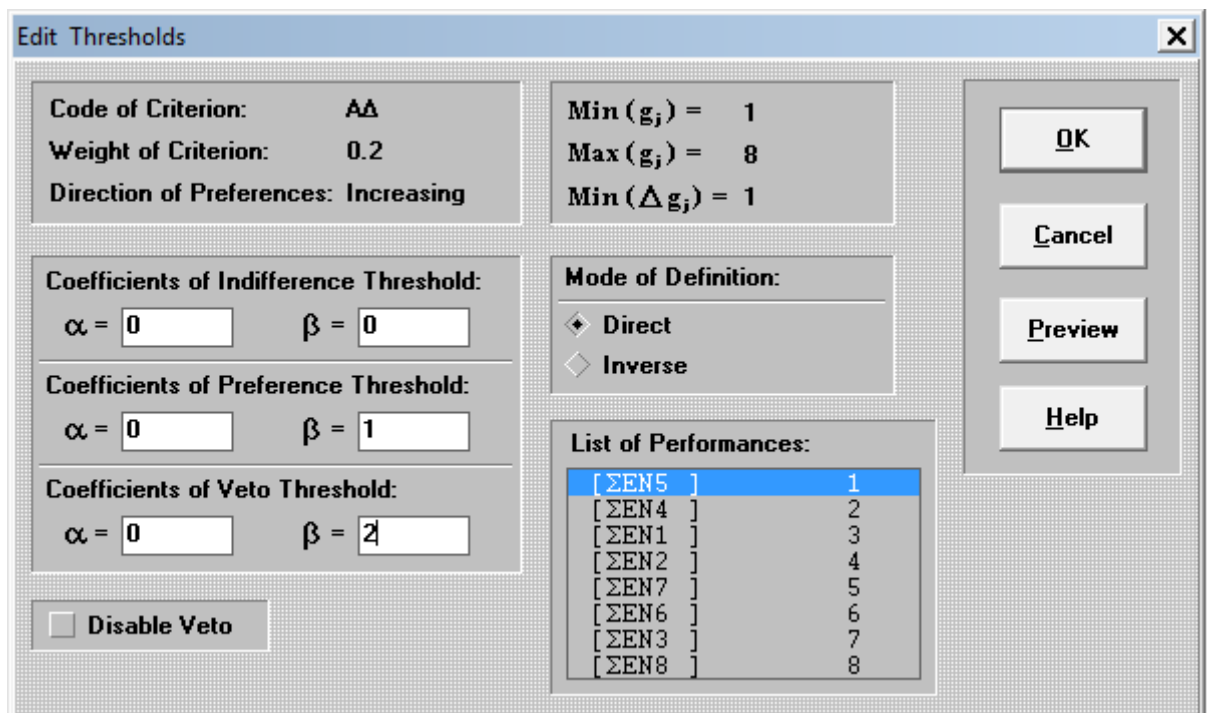 Edit Thresholds
Code of Criterion: ΑΔ
Weight of Criterion: 0.2
Direction of Preferences: Increasing
Min (gj) = 1
Max (gj) = 8
Min (Δgj) = 1
OK
Cancel
Preview
Help
Coefficients of Indifference Threshold:
α = 0 β = 0
Coefficients of Preference Threshold:
α = 0 β = 1
Coefficients of Veto Threshold:
α = 0 β = 2
Disable Veto
Mode of Definition:
Direct
Inverse
List of Performances:
[ΣEN5 ] 1
[ΣEN4 ] 2
[ΣEN1 ] 3
[ΣEN2 ] 4
[ΣEN7 ] 5
[ΣEN6 ] 6
[ΣEN3 ] 7
[ΣEN8 ] 8